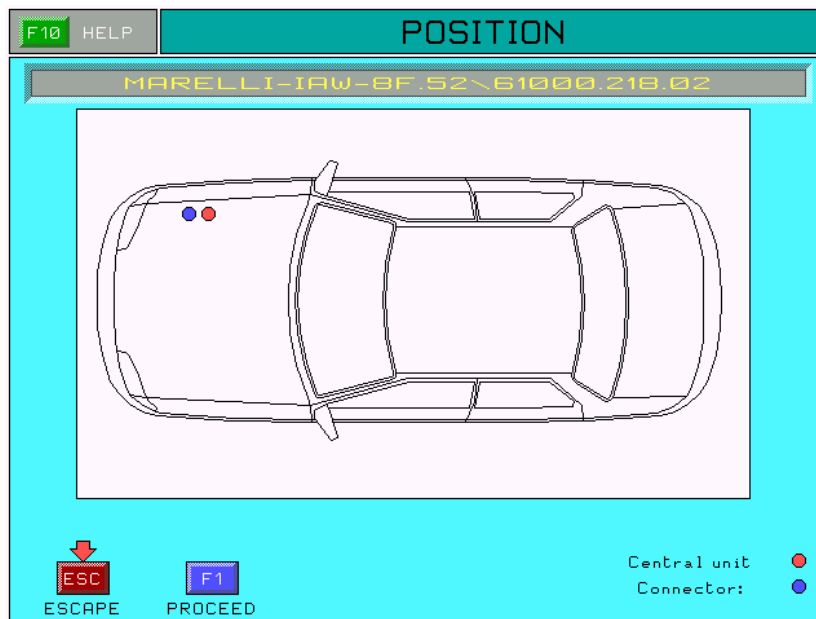 F10 HELP
POSITION
MARELLI-IAW-8F.52\61000.218.02
Central unit
Connector:
ESC
F1
ESCAPE
PROCEED